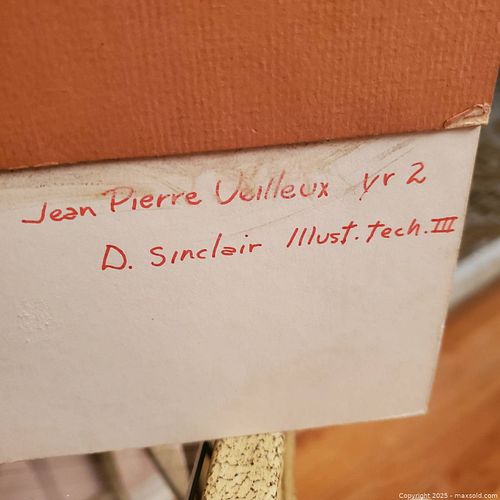 Jean Pierre Veilleux yr 2
D. Sinclair Illust. tech. III
Copyright 2025 - maxsold.com